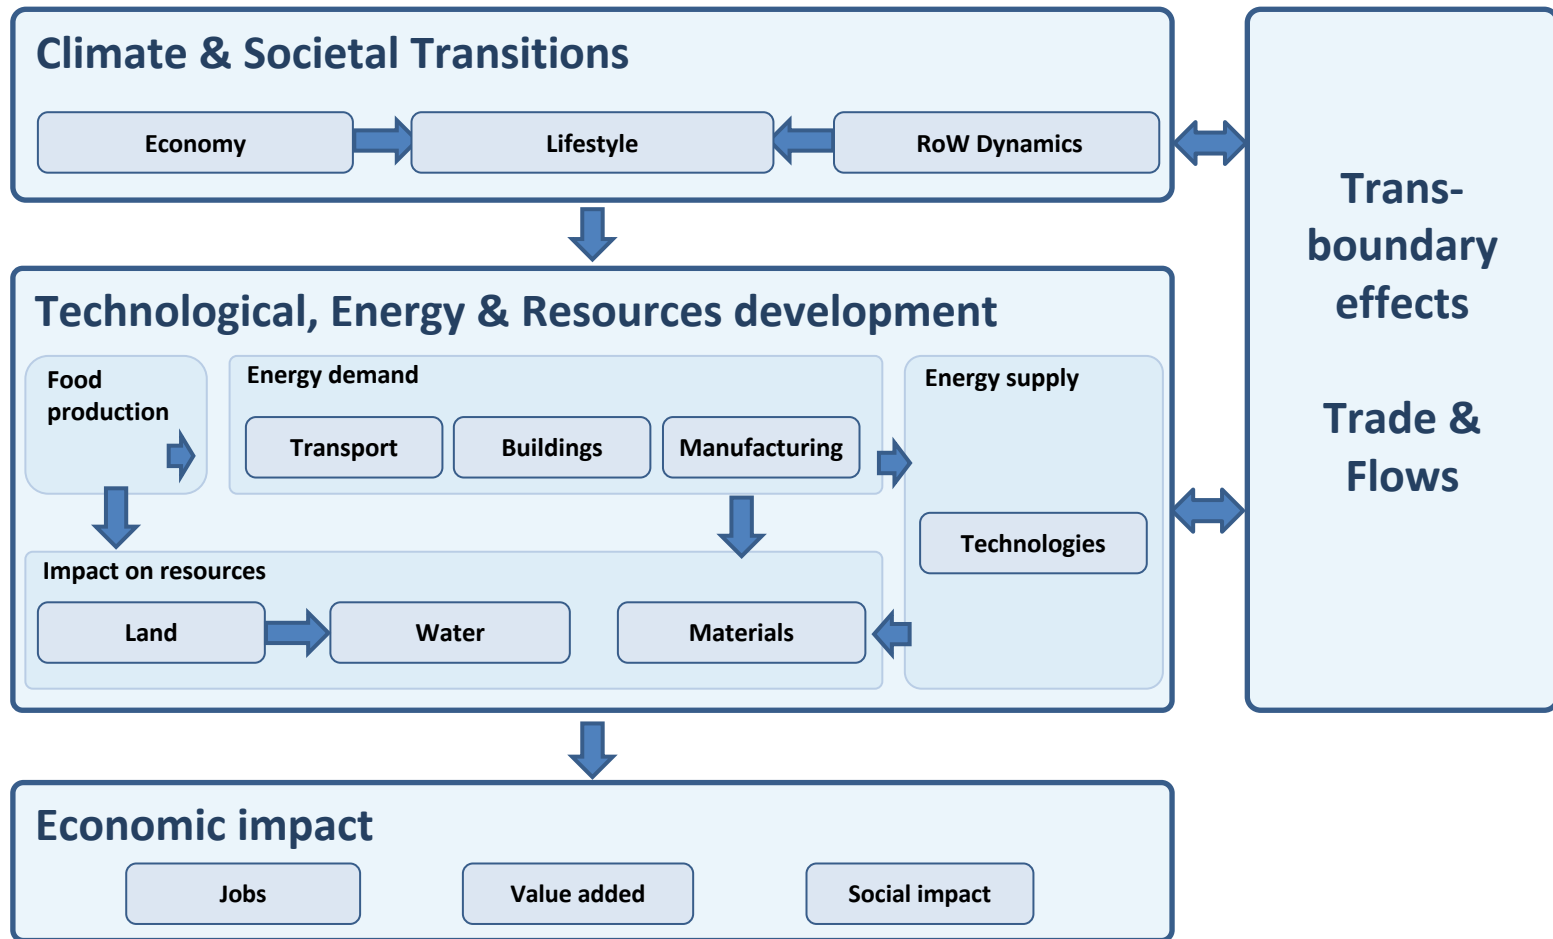 Climate & Societal Transitions
Economy
Lifestyle
RoW Dynamics
Trans-
boundary
effects
Trade &
Flows
Technological, Energy & Resources development
Food
production
Energy demand
Transport
Buildings
Manufacturing
Energy supply
Technologies
Impact on resources
Land
Water
Materials
Economic impact
Jobs
Value added
Social impact